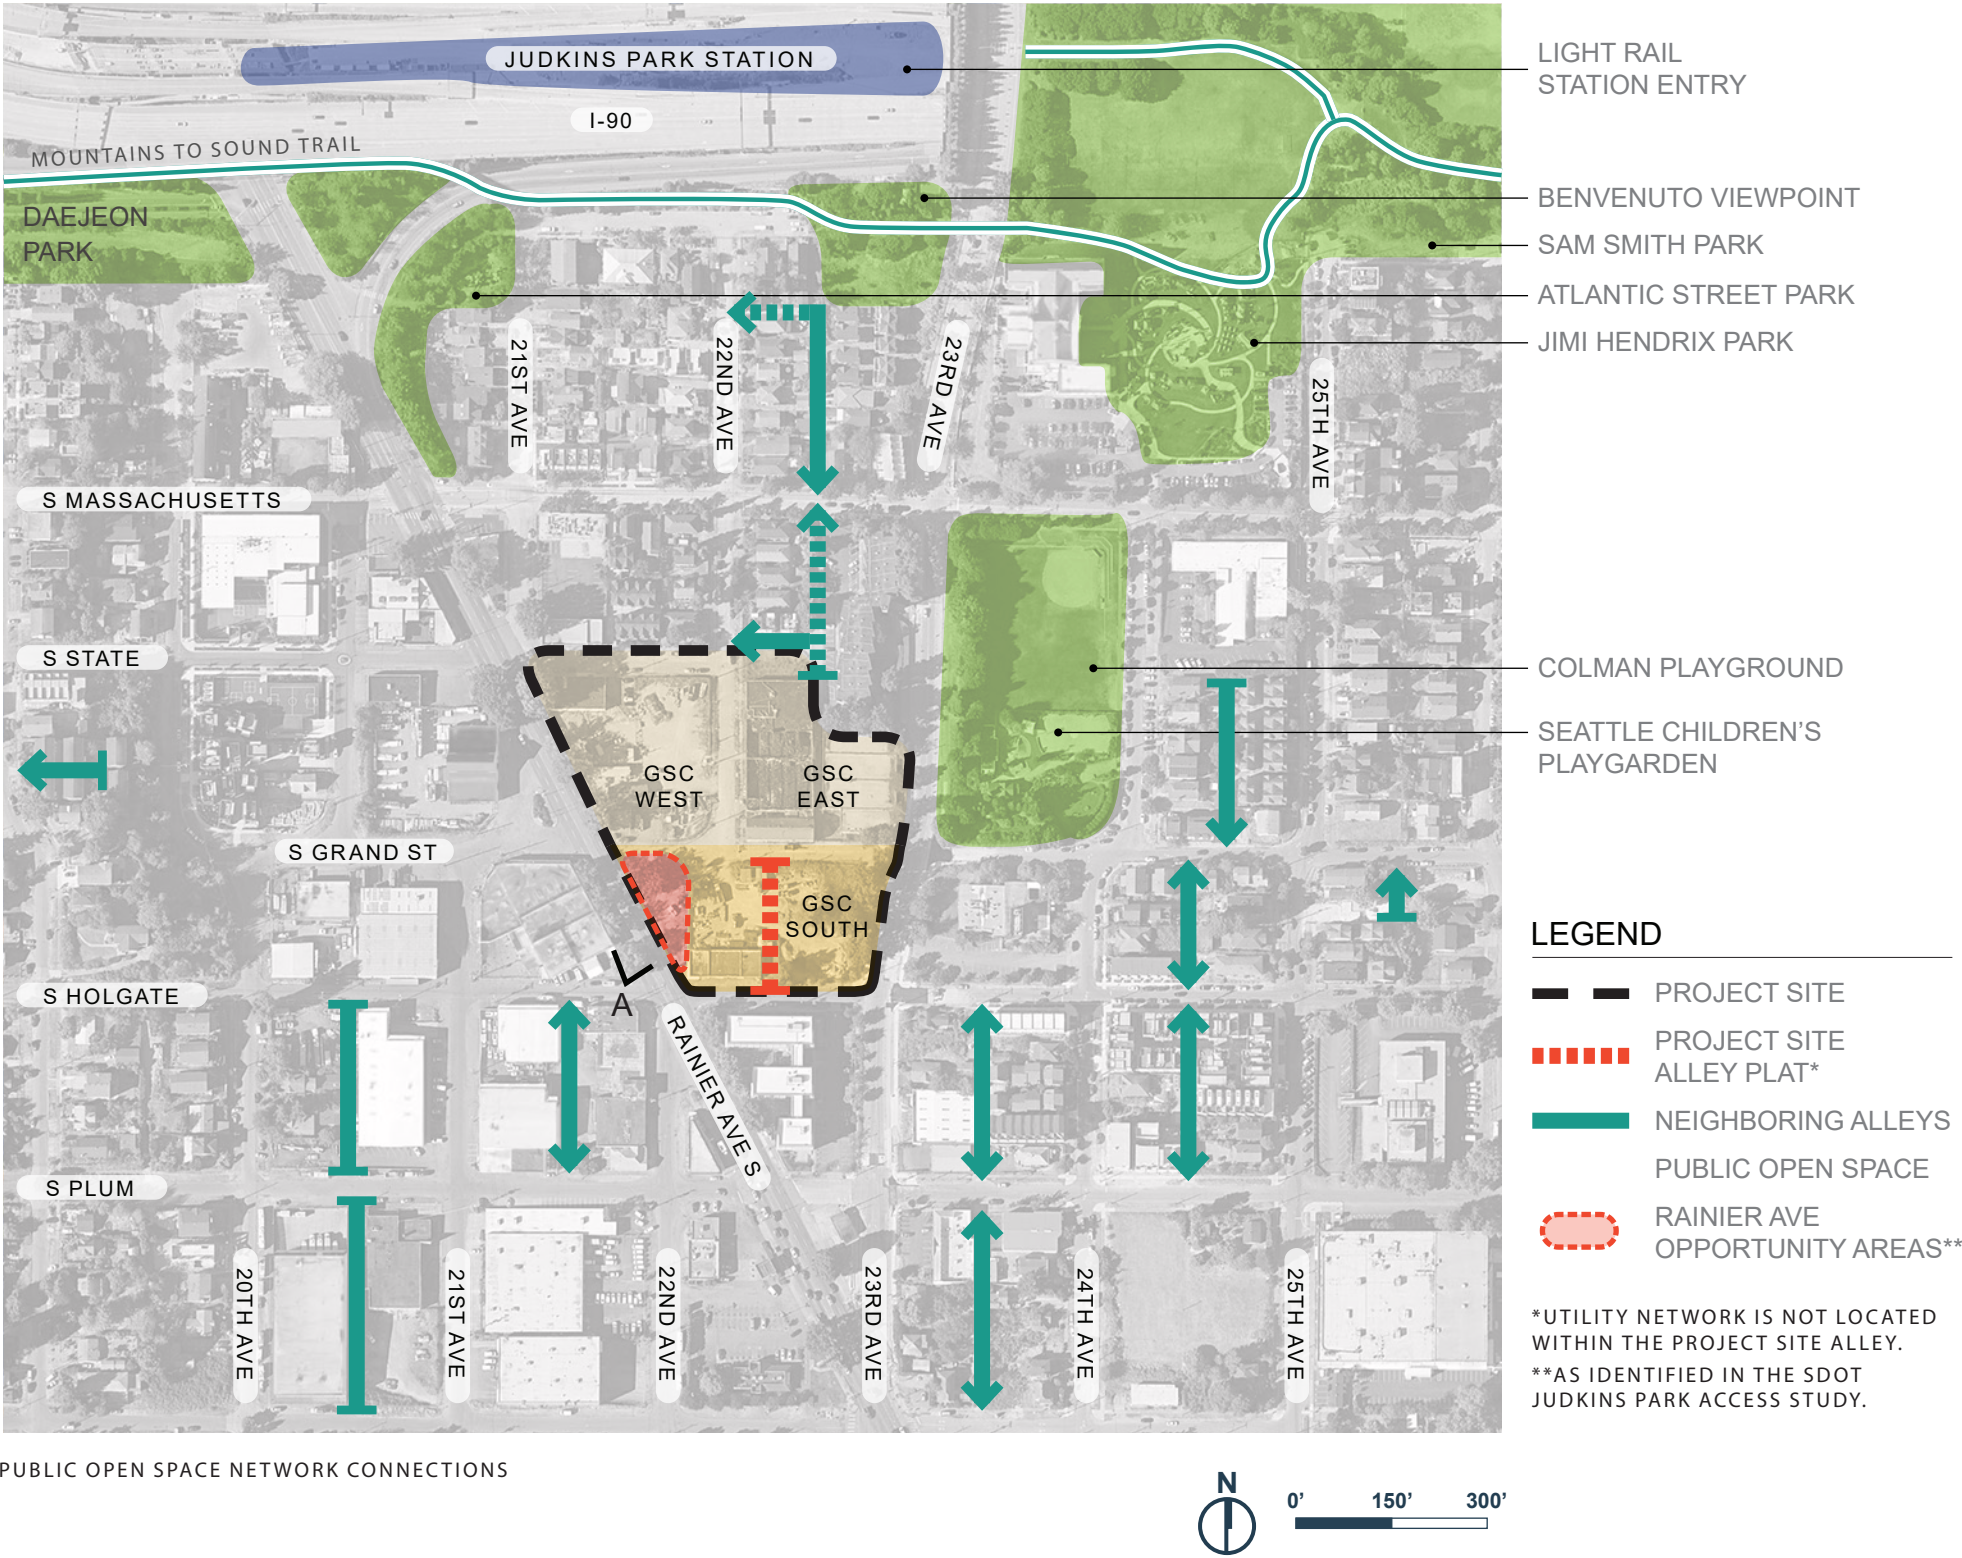 JUDKINS PARK STATION
I-90
MOUNTAINS TO SOUND TRAIL
DAEJEON
PARK
LIGHT RAIL
STATION ENTRY
BENVENUTO VIEWPOINT
SAM SMITH PARK
ATLANTIC STREET PARK
JIMI HENDRIX PARK
21ST AVE
22ND AVE
23RD AVE
25TH AVE
S MASSACHUSETTS
S STATE
COLMAN PLAYGROUND
SEATTLE CHILDREN’S
PLAYGARDEN
GSC
WEST
GSC
EAST
S GRAND ST
GSC
SOUTH
A
S HOLGATE
RAINIER AVE S
S PLUM
20TH AVE
21ST AVE
22ND AVE
23RD AVE
24TH AVE
25TH AVE
LEGEND
PROJECT SITE
PROJECT SITE
ALLEY PLAT*
NEIGHBORING ALLEYS
PUBLIC OPEN SPACE
RAINIER AVE
OPPORTUNITY AREAS**
*UTILITY NETWORK IS NOT LOCATED
WITHIN THE PROJECT SITE ALLEY.
**AS IDENTIFIED IN THE SDOT
JUDKINS PARK ACCESS STUDY.
PUBLIC OPEN SPACE NETWORK CONNECTIONS
N
0’ 150’ 300’